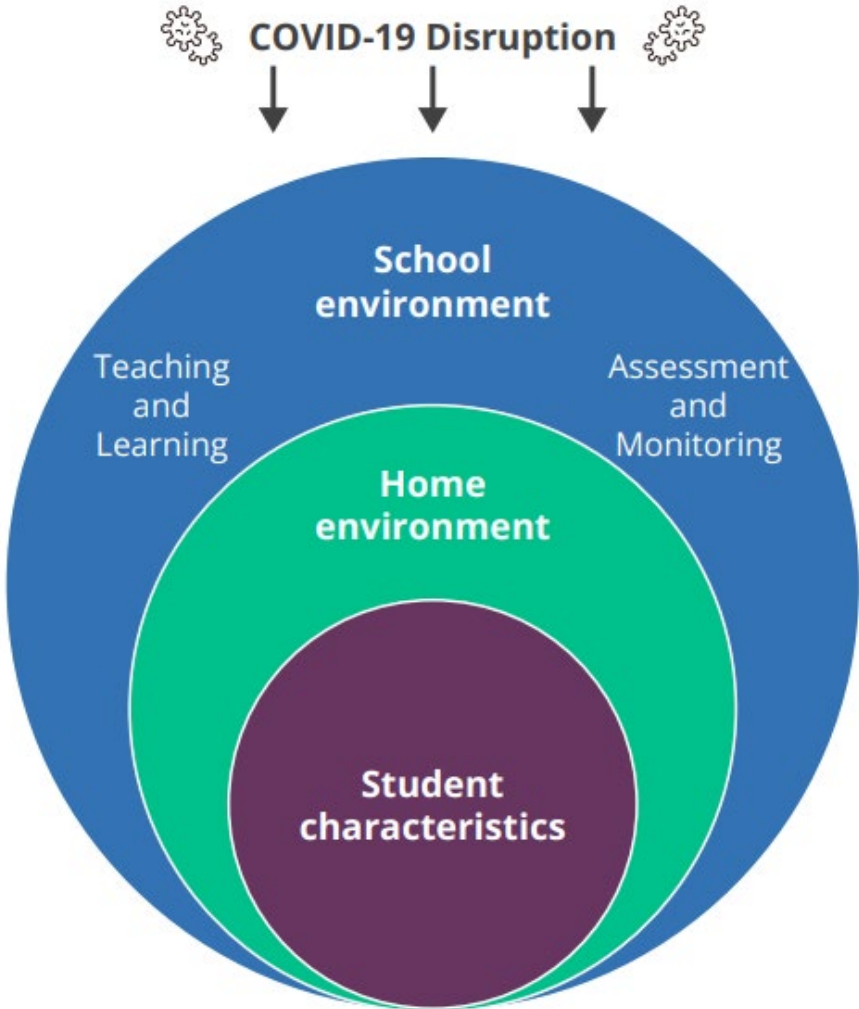 COVID-19 Disruption
School
environment
Teaching
and
Learning
Assessment
and
Monitoring
Home
environment
Student
characteristics